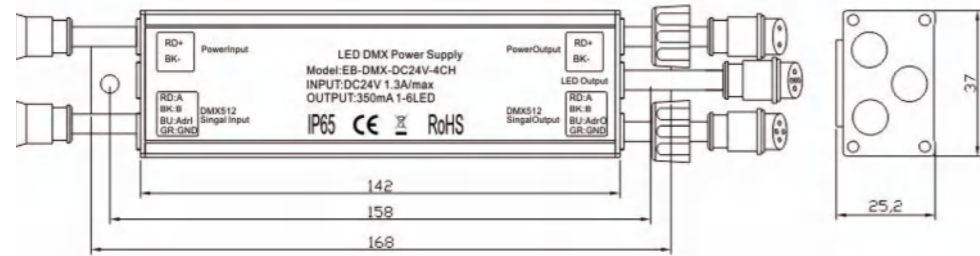 RD+
BK-
PowerInput
LED DMX Power Supply
Model:EB-DMX-DC24V-4CH
INPUT:DC24V 1.3A/max
OUTPUT:350mA 1-6LED
PowerOutput
RD+
BK-
LED Output
RD:A
BK:B
BU:AdrI
GR:GND
DMX512
Singal Input
IP65 CE RoHS
DMX512
SingalOutput
RD:A
BK:B
BU:AdrO
GR:GND
142
158
168
37
25,2